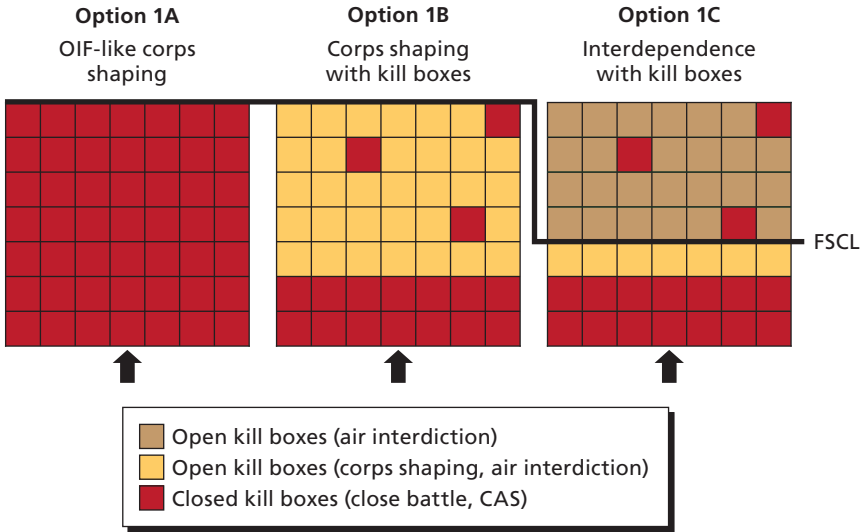 Option 1A
OIF-like corps
shaping
Option 1B
Corps shaping
with kill boxes
Option 1C
Interdependence
with kill boxes
FSCL
Open kill boxes (air interdiction)
Open kill boxes (corps shaping, air interdiction)
Closed kill boxes (close battle, CAS)